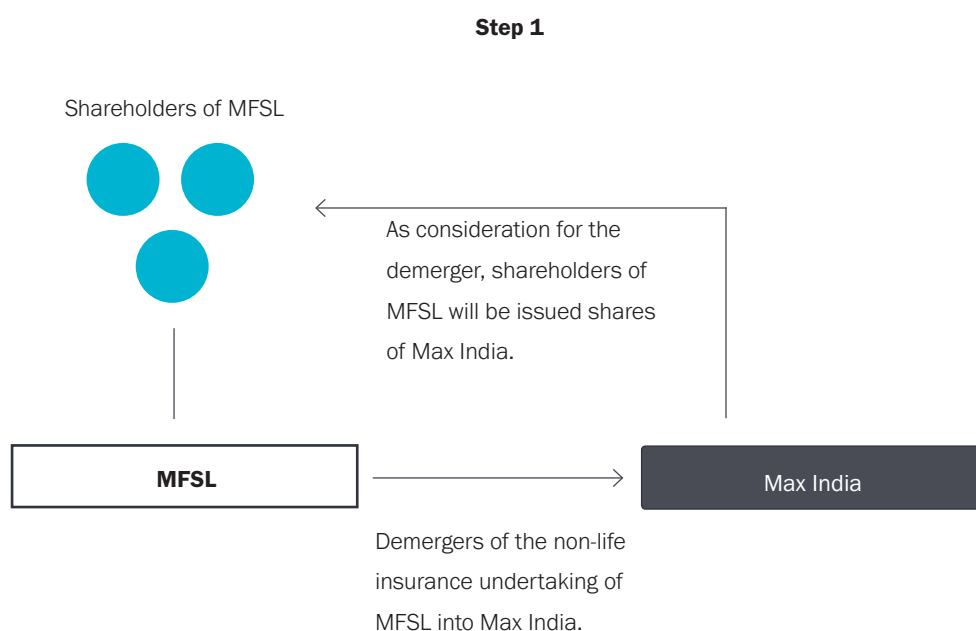 Step 1
Shareholders of MFSL
As consideration for the
demerger, shareholders of
MFSL will be issued shares
of Max India.
MFSL
Max India
Demergers of the non-life
insurance undertaking of
MFSL into Max India.